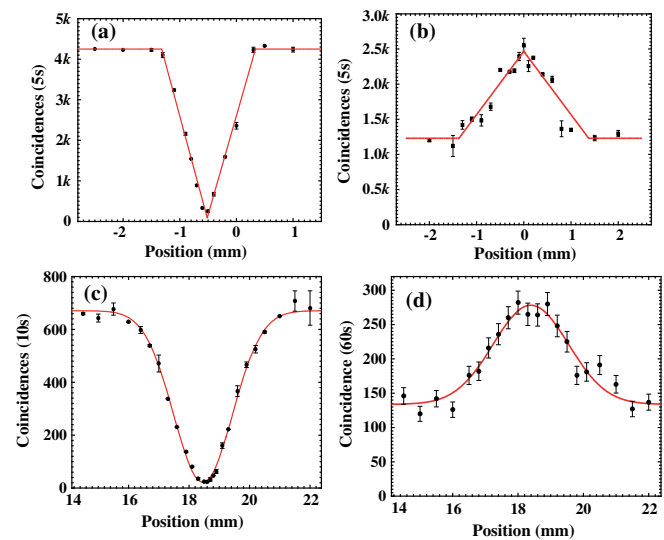 (a)
Coincidences (5s)
5k
4k
3k
2k
1k
0
-2
-1
0
1
Position (mm)
(b)
Coincidences (5s)
3.0k
2.5k
2.0k
1.5k
1.0k
0.5k
0
-2
-1
0
1
2
Position (mm)
(c)
Coincidences (10s)
800
600
400
200
0
14
16
18
20
22
Position (mm)
(d)
Coincidence (60s)
300
250
200
150
100
50
0
14
16
18
20
22
Position (mm)